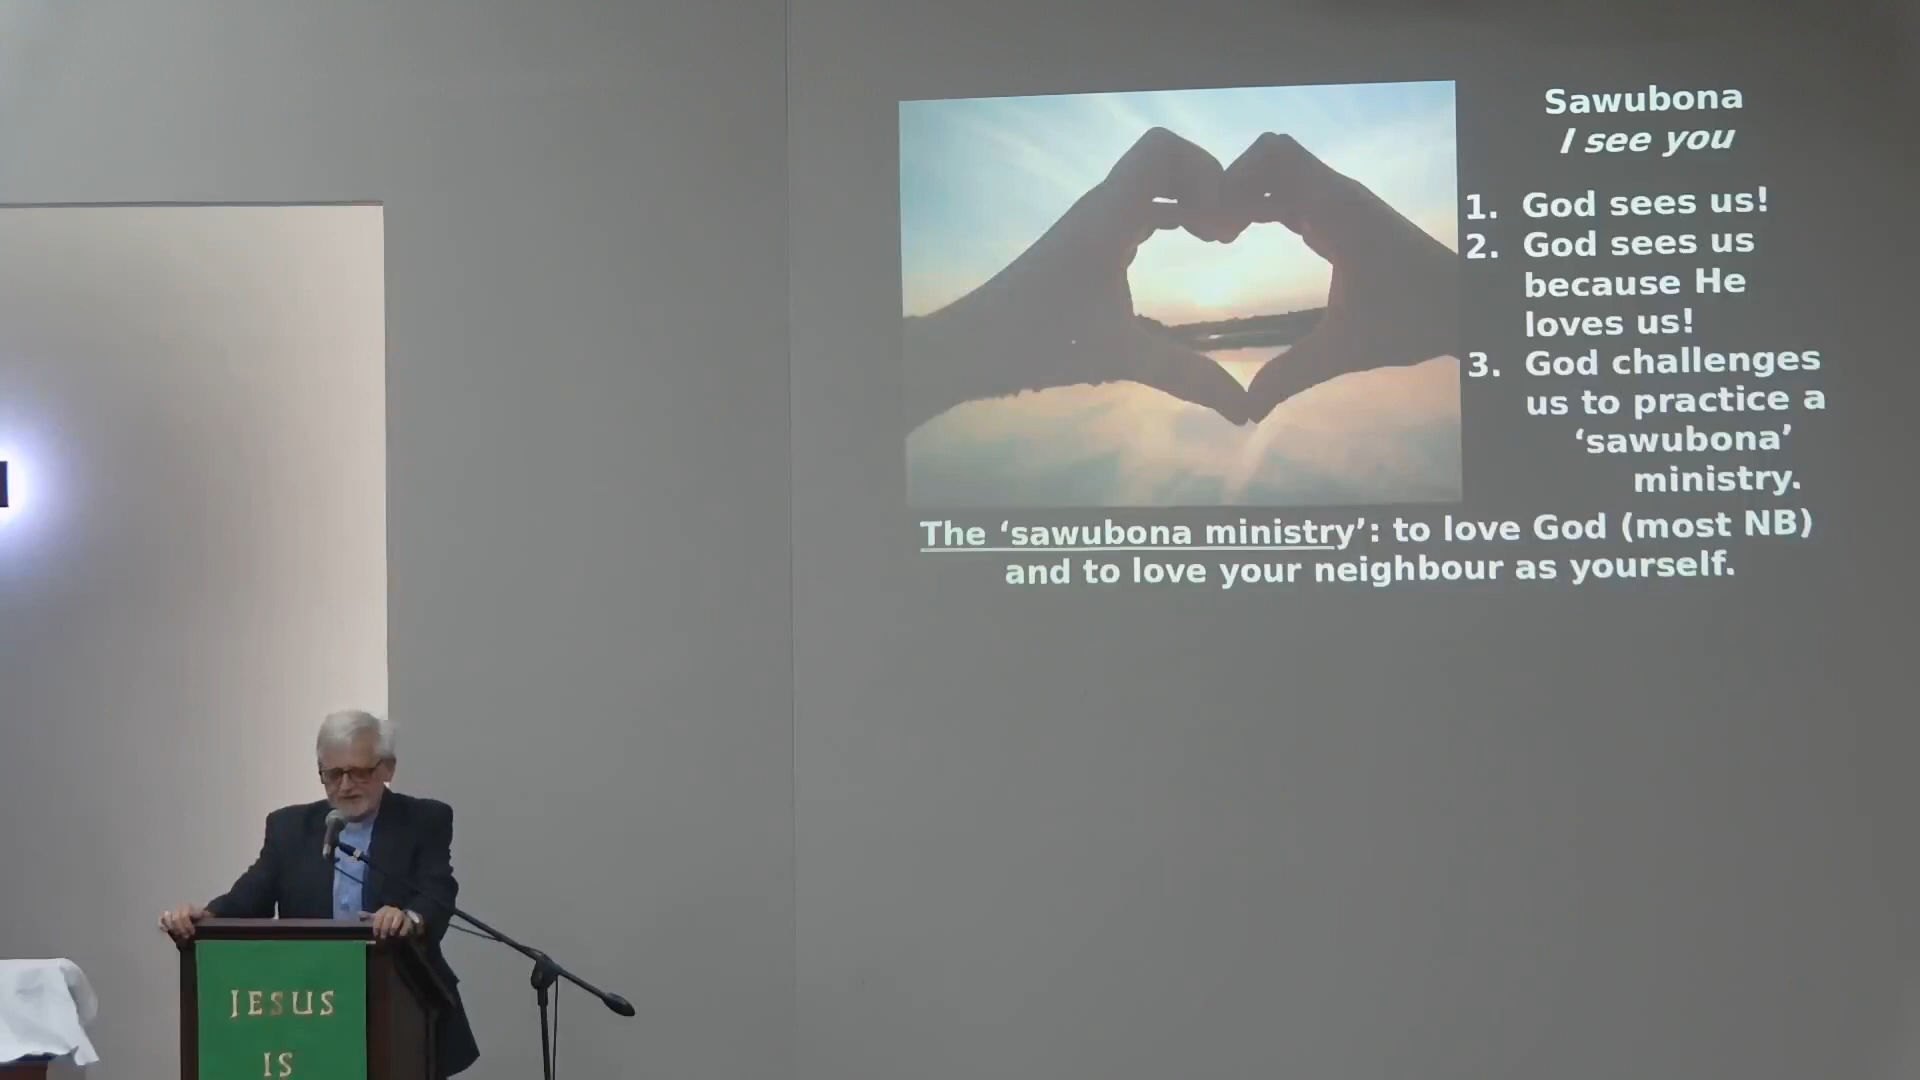 Sawubona
I see you
1. God sees us!
2. God sees us
because He
loves us!
3. God challenges
us to practice a
‘sawubona’
ministry.
The ‘sawubona ministry’: to love God (most NB)
and to love your neighbour as yourself.
JESUS
IS